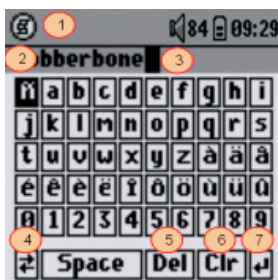 1 84 09:29
2 bberbone 3
a b c d e f g h i
j k l m n o p q r s
t u v w x y z à ä â
é ê è ë ï ô ö ù ü û
0 1 2 3 4 5 6 7 8 9
4 5 6 7
Space Del Clr